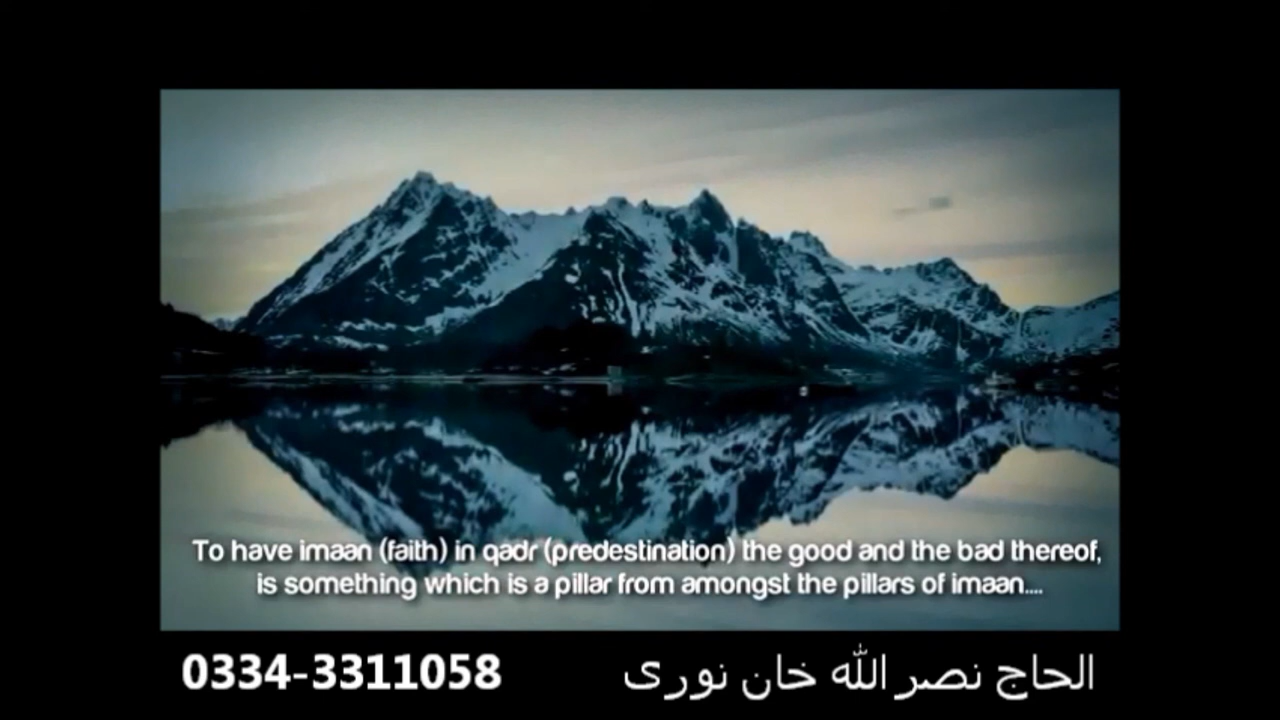 To have imaan (faith) in qadr (predestination) the good and the bad thereof,
is something which is a pillar from amongst the pillars of imaan....
0334-3311058 الحاج نصر الله خان نوری